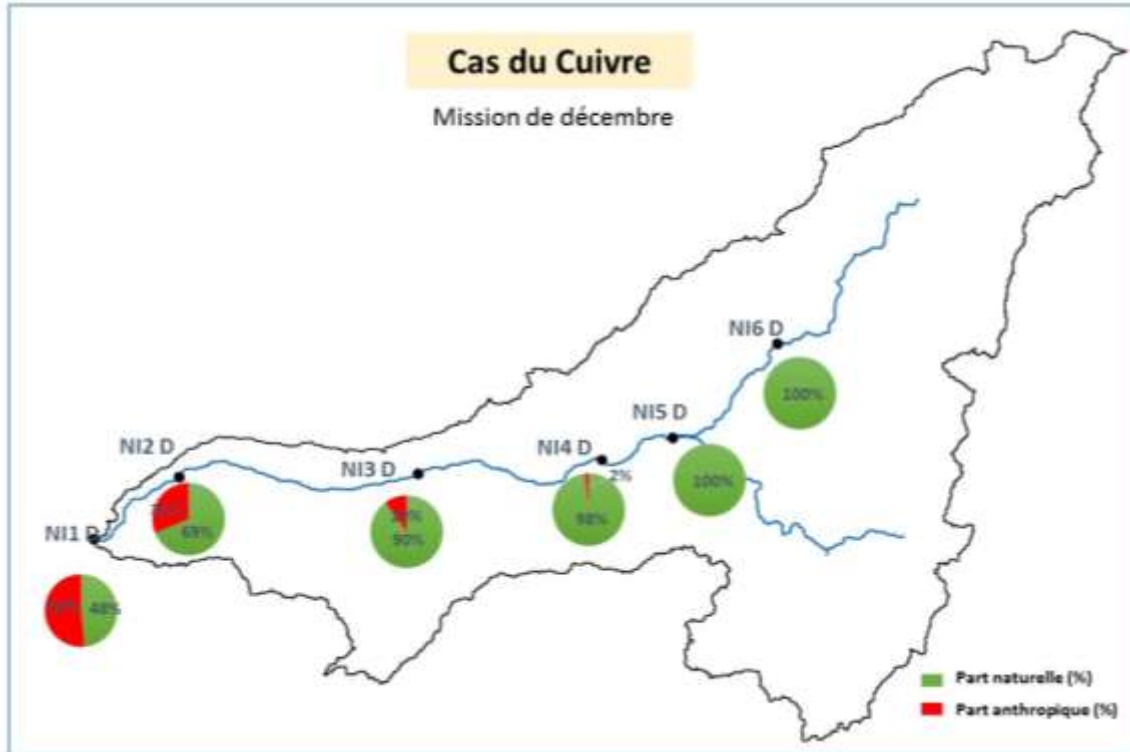 Cas du Cuivre
Mission de décembre
NI6 D
100%
NI5 D
100%
NI4 D
2%
98%
NI3 D
10%
90%
NI2 D
69%
NI1 D
48%
Part naturelle (%)
Part anthropique (%)